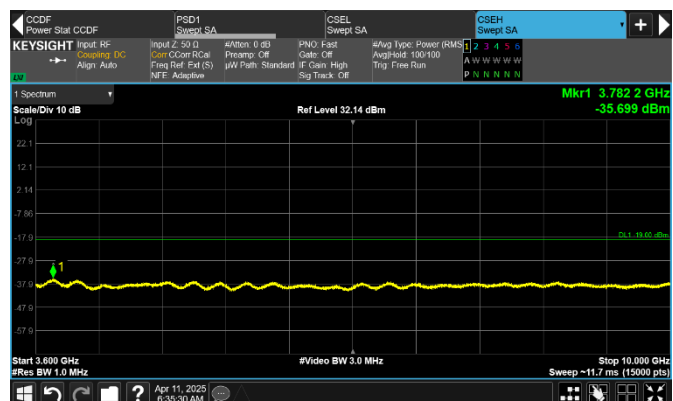 CCDF
Power Stat CCDF
PSD1
Swept SA
CSEL
Swept SA
CSEH
Swept SA
KEYSIGHT
Input: RF
Coupling: DC
Align: Auto
LXI
Input Z: 50 Ω
Corr CCorr RCal
Freq Ref: Ext (S)
NFE: Adaptive
#Atten: 0 dB
Preamp: Off
µW Path: Standard
PNO: Fast
Gate: Off
IF Gain: High
Sig Track: Off
#Avg Type: Power (RMS)
Avg|Hold: 100/100
Trig: Free Run
1 2 3 4 5 6
A W W W W W
P N N N N N
1 Spectrum
Scale/Div 10 dB
Ref Level 32.14 dBm
Mkr1 3.782 2 GHz
-35.699 dBm
Log
22.1
12.1
2.14
-7.86
-17.9
DL1 -19.00 dBm
-27.9
1
-37.9
-47.9
-57.9
Start 3.600 GHz
#Video BW 3.0 MHz
Stop 10.000 GHz
#Res BW 1.0 MHz
Sweep ~11.7 ms (15000 pts)
?
Apr 11, 2025
6:35:30 AM